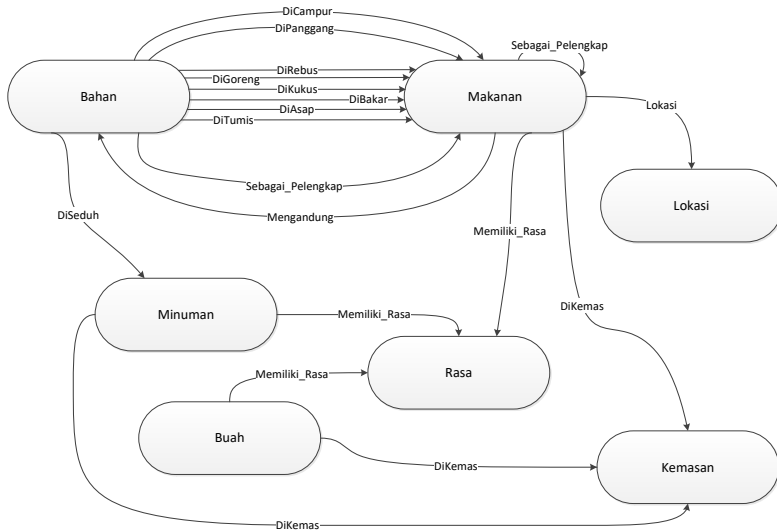 DiCampur
DiPanggang
Sebagai_Pelengkap
DiRebus
DiGoreng
Bahan
DiKukus
Makanan
DiBakar
Lokasi
DiAsap
DiTumis
Sebagai_Pelengkap
Lokasi
DiSeduh
Mengandung
Memiliki_Rasa
DiKemas
Minuman
Memiliki_Rasa
Memiliki_Rasa
Rasa
Buah
DiKemas
Kemasan
DiKemas